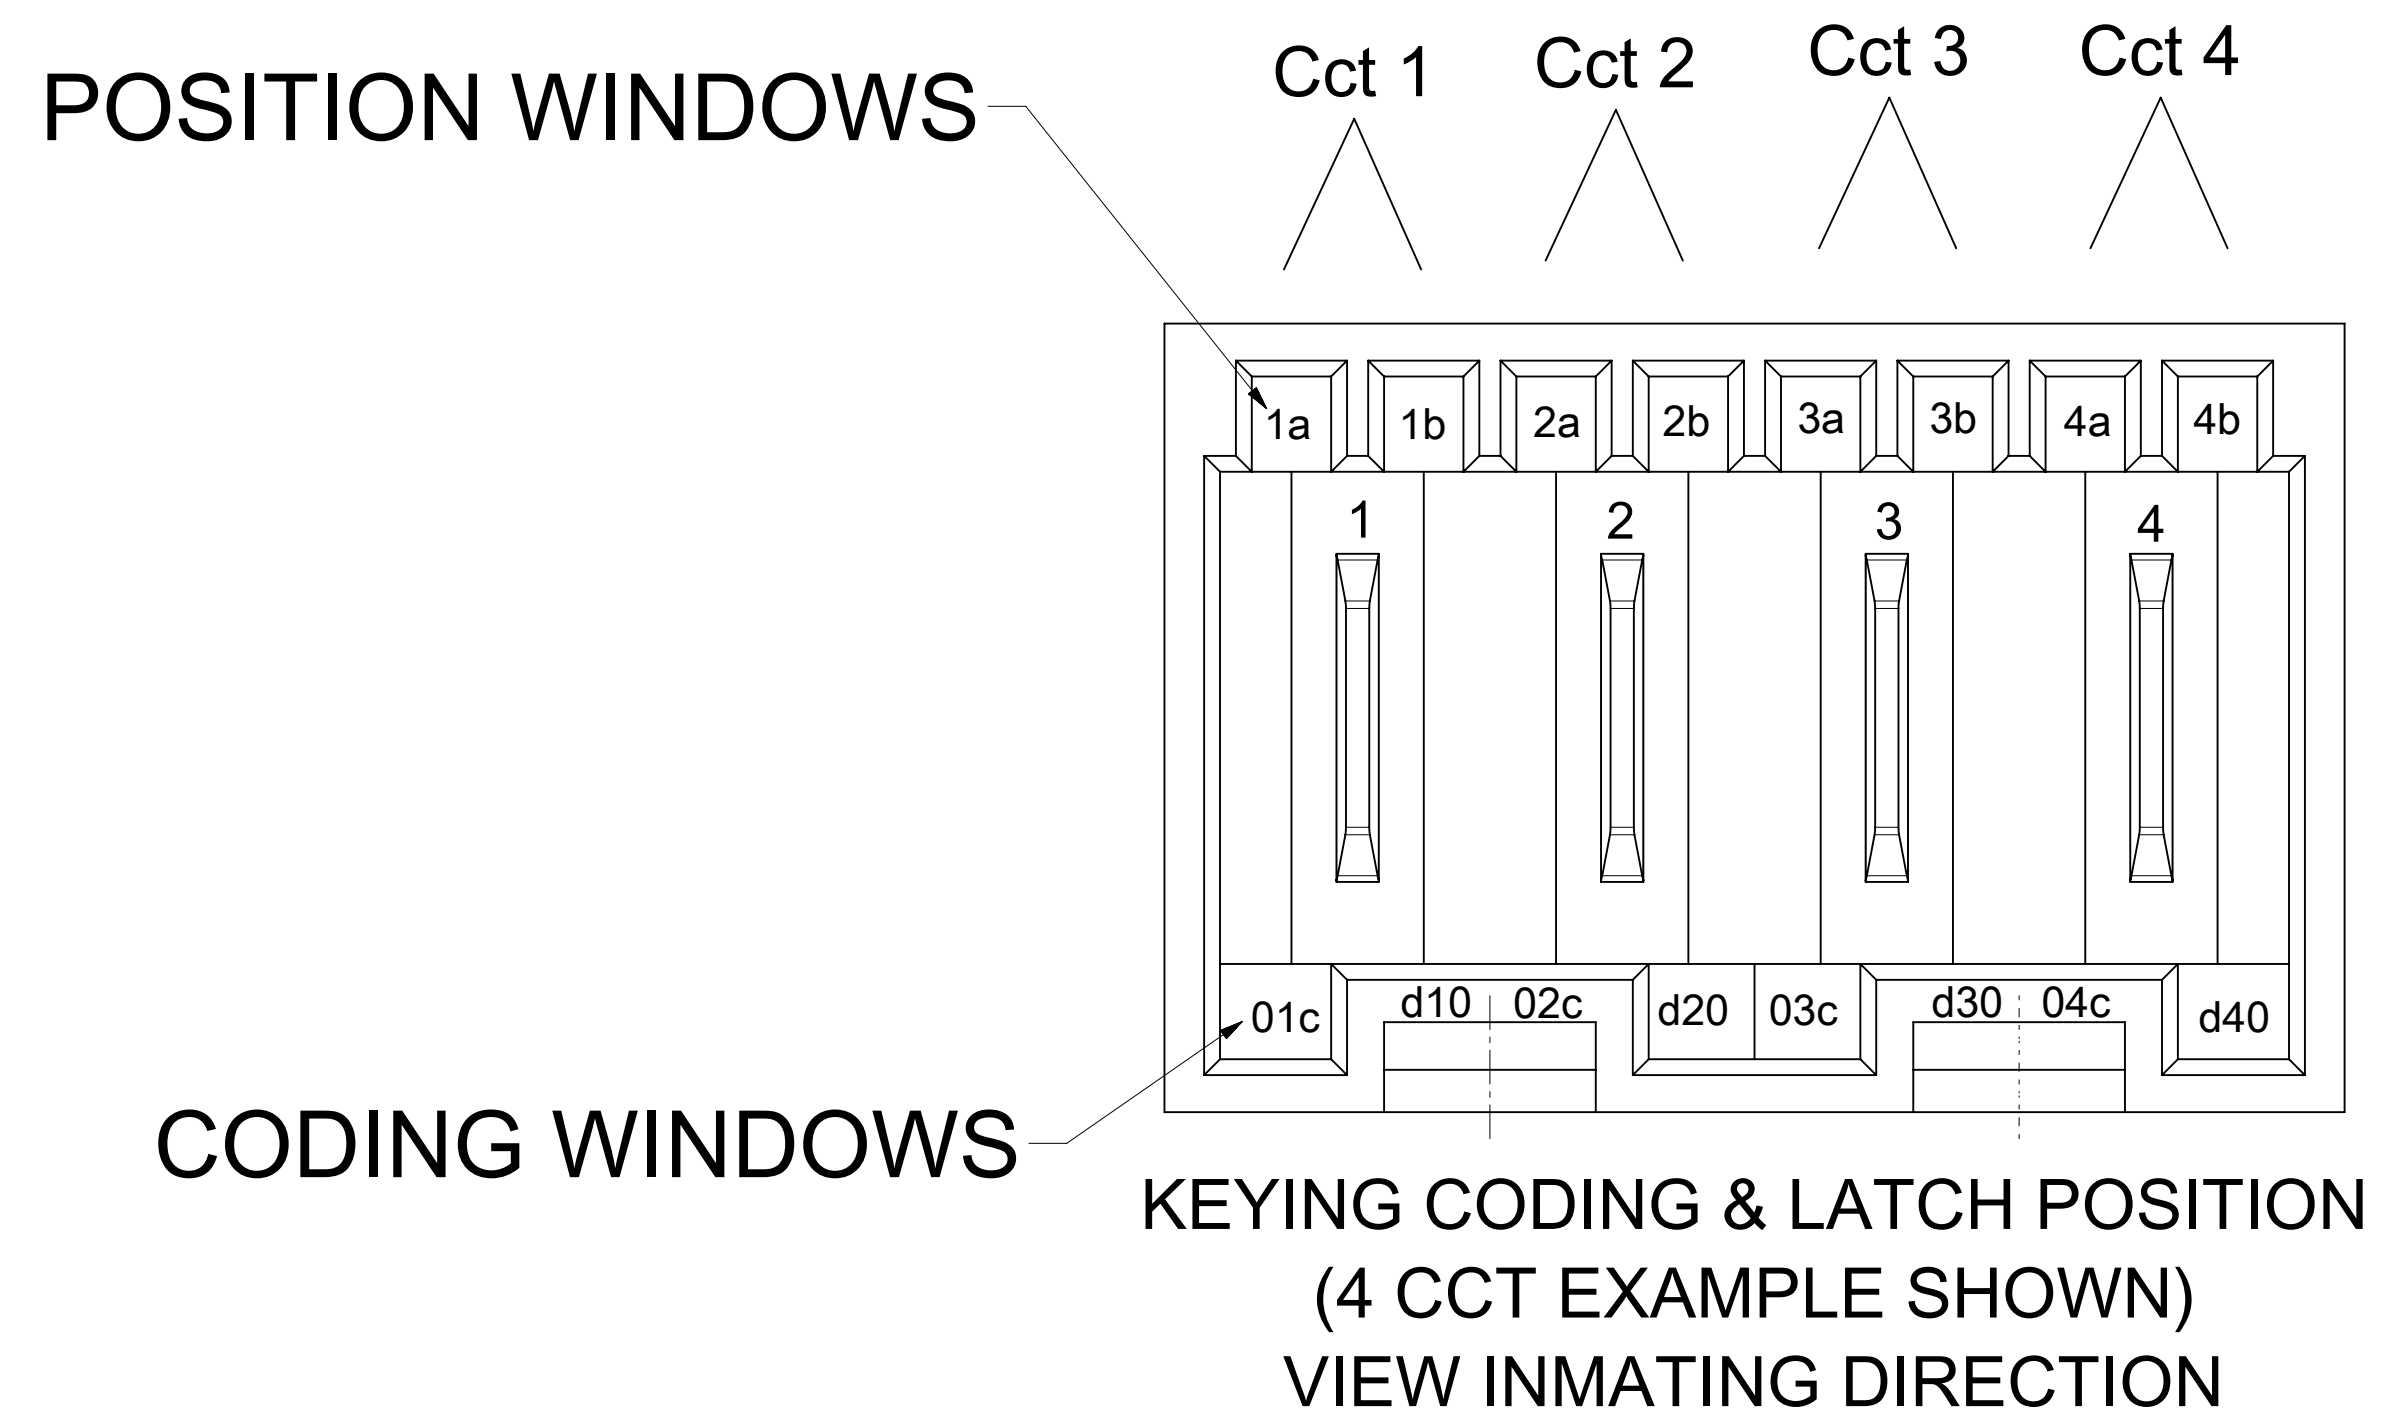 Cct 1 Cct 2 Cct 3 Cct 4
POSITION WINDOWS
1a 1b 2a 2b 3a 3b 4a 4b
1 2 3 4
01c d10 02c d20 03c d30 04c d40
CODING WINDOWS
KEYING CODING & LATCH POSITION
(4 CCT EXAMPLE SHOWN)
VIEW INMATING DIRECTION